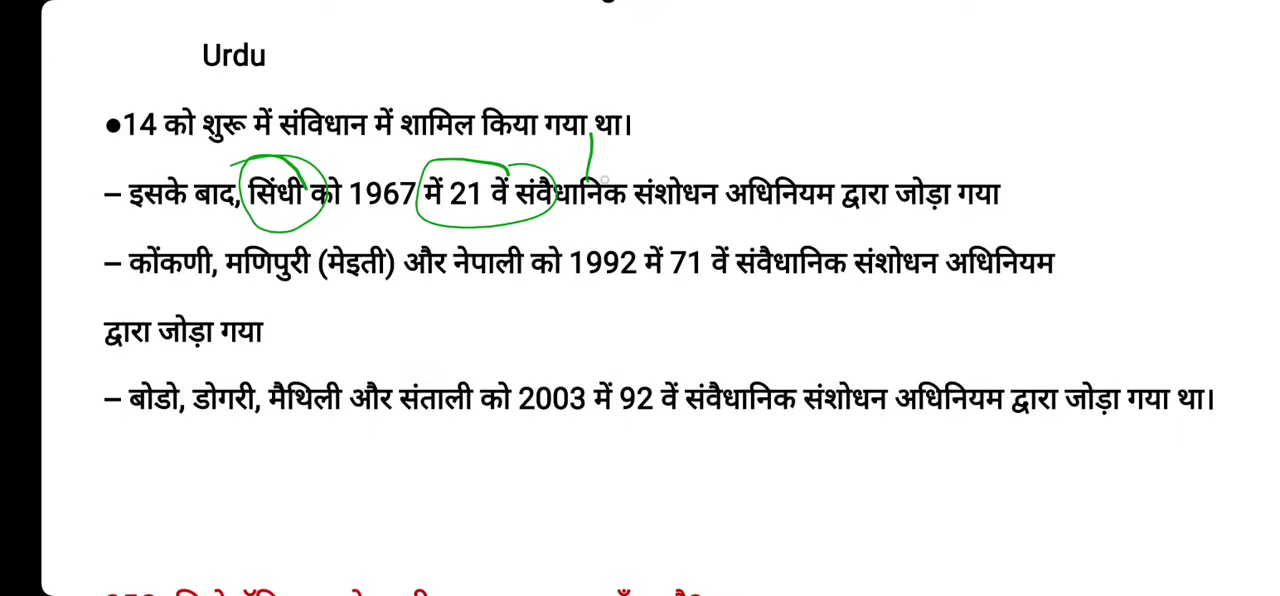 Urdu
●14 को शुरू में संविधान में शामिल किया गया था।
– इसके बाद, सिंधी को 1967 में 21 वें संवैधानिक संशोधन अधिनियम द्वारा जोड़ा गया
– कोंकणी, मणिपुरी (मेइती) और नेपाली को 1992 में 71 वें संवैधानिक संशोधन अधिनियम
द्वारा जोड़ा गया
– बोडो, डोगरी, मैथिली और संताली को 2003 में 92 वें संवैधानिक संशोधन अधिनियम द्वारा जोड़ा गया था।